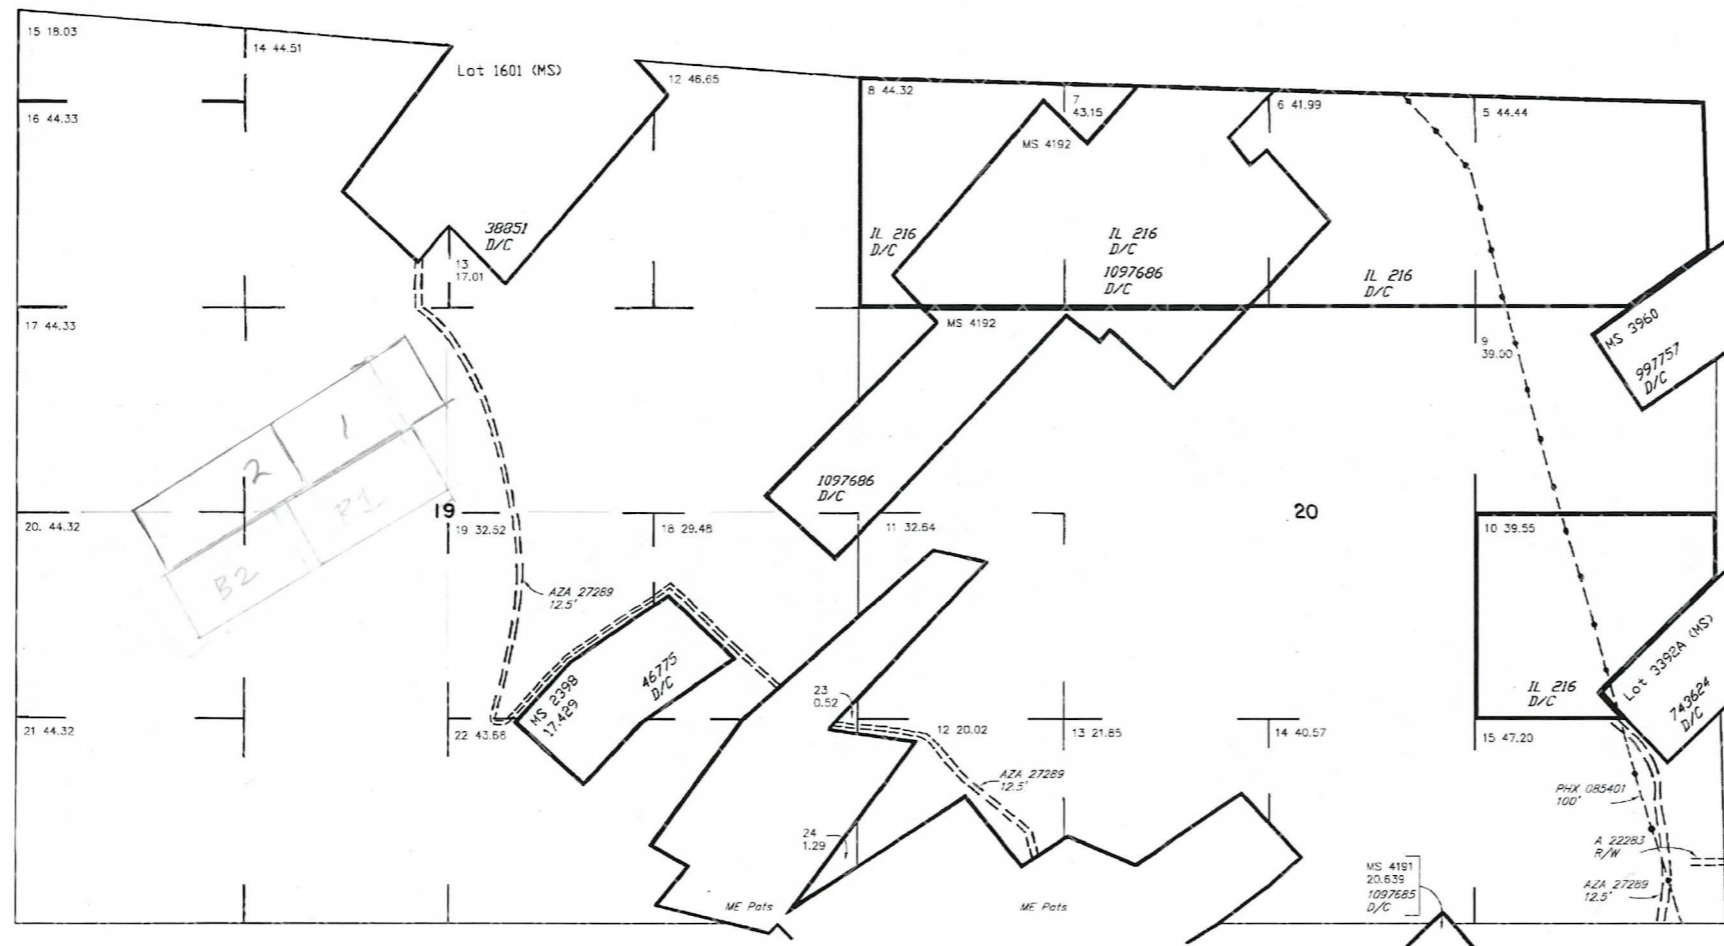 15 18.03
14 44.51
Lot 1601 (MS)
12 46.65
8 44.32
7
43.15
6 41.99
5 44.44
16 44.33
MS 4192
38851
D/C
IL 216
D/C
IL 216
D/C
1097686
D/C
IL 216
D/C
13
17.01
17 44.33
MS 4192
9
39.00
MS 3960
997757
D/C
1
2
1097686
D/C
R1
B2
20. 44.32
19
19 32.52
18 29.48
11 32.64
20
10 39.55
AZA 27289
12.5'
46775
D/C
MS 2398
17.429
Lot 3392A (MS)
743624
D/C
IL 216
D/C
23
0.52
21 44.32
22 43.68
12 20.02
13 21.85
14 40.57
15 47.20
AZA 27289
12.5'
PHX 085401
100'
24
1.29
A 22283
R/W
MS 4191
20.639
1097685
D/C
AZA 27289
12.5'
ME Pats
ME Pats